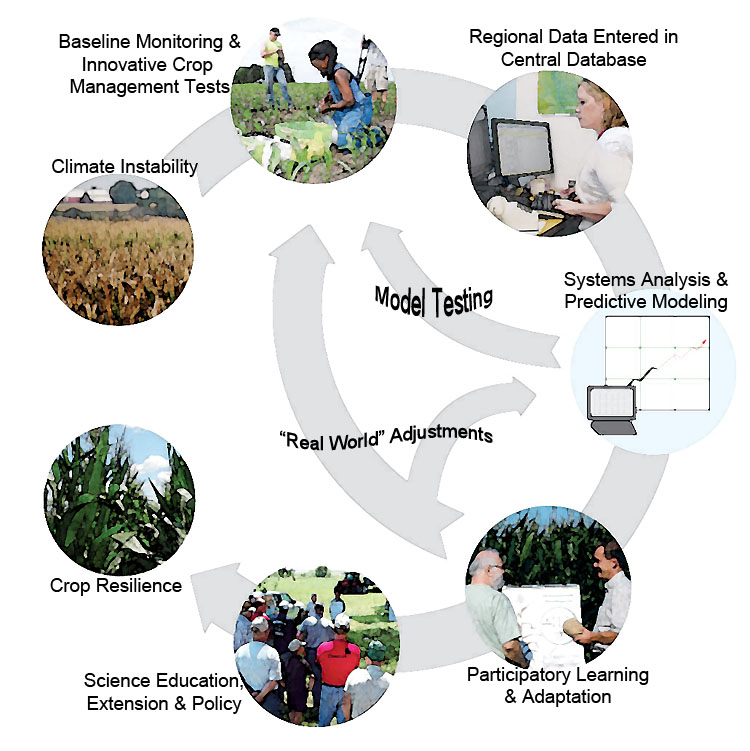 Baseline Monitoring &
Innovative Crop
Management Tests
Regional Data Entered in
Central Database
Climate Instability
Systems Analysis &
Predictive Modeling
Model Testing
“Real World” Adjustments
Crop Resilience
Science Education,
Extension & Policy
Participatory Learning
& Adaptation